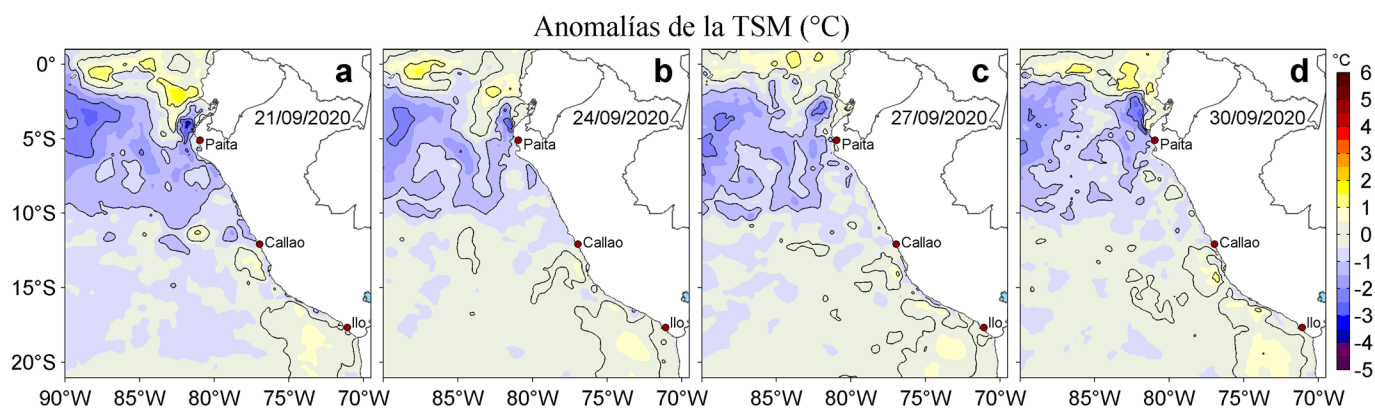 Anomalías de la TSM (°C)
a
b
c
d
21/09/2020
24/09/2020
27/09/2020
30/09/2020
Paita
Callao
Ilo
Paita
Callao
Ilo
Paita
Callao
Ilo
Paita
Callao
Ilo
0°
5°S
10°S
15°S
20°S
90°W 85°W 80°W 75°W 70°W
85°W 80°W 75°W 70°W
85°W 80°W 75°W 70°W
85°W 80°W 75°W 70°W
°C
6
5
4
3
2
1
0
-1
-2
-3
-4
-5